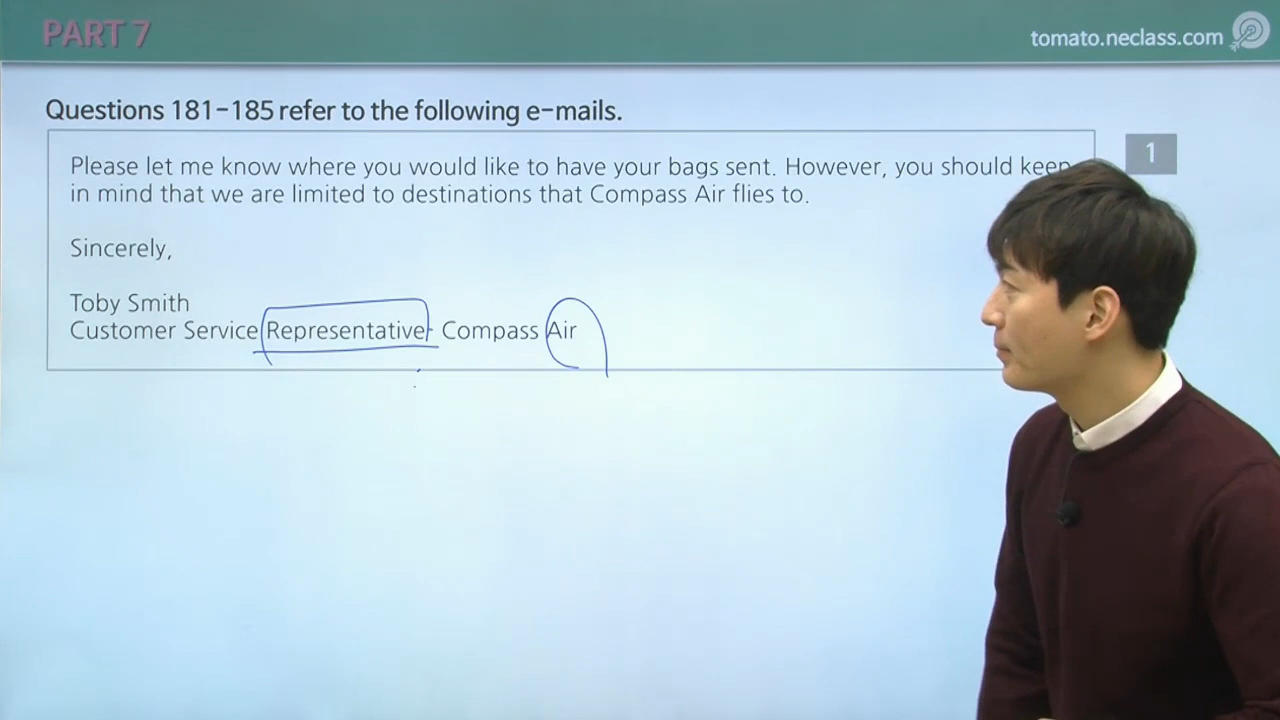 PART 7
tomato.neclass.com
Questions 181-185 refer to the following e-mails.
1
Please let me know where you would like to have your bags sent. However, you should keep
in mind that we are limited to destinations that Compass Air flies to.
Sincerely,
Toby Smith
Customer Service Representative - Compass Air